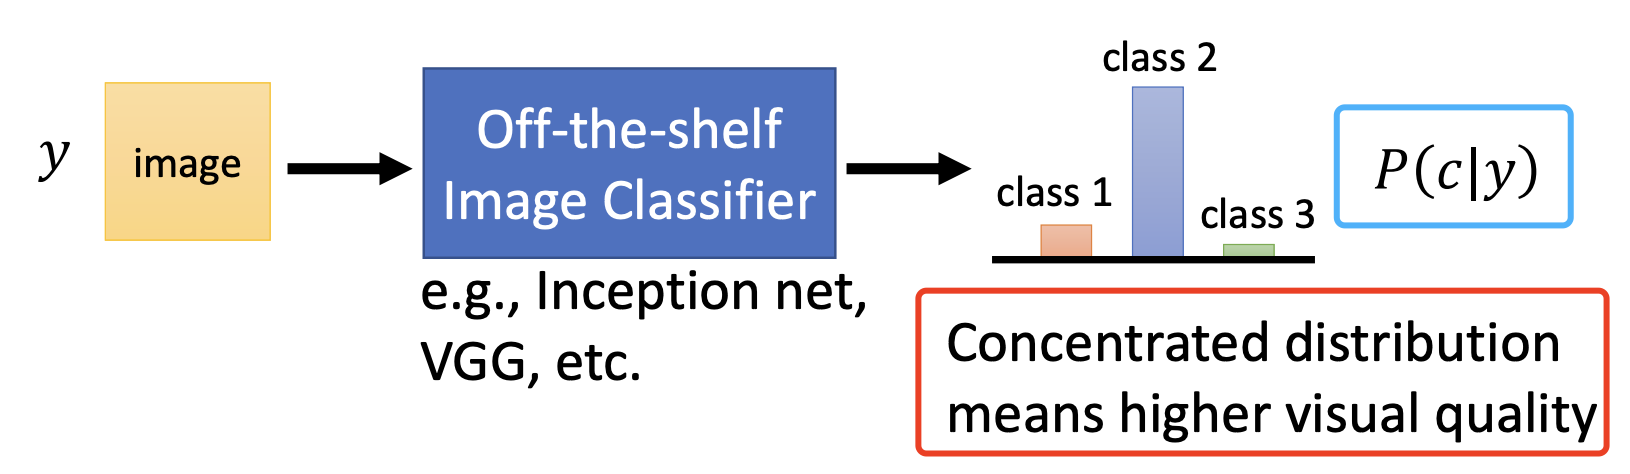 y
image
Off-the-shelf
Image Classifier
e.g., Inception net,
VGG, etc.
class 1
class 2
class 3
P(c|y)
Concentrated distribution
means higher visual quality